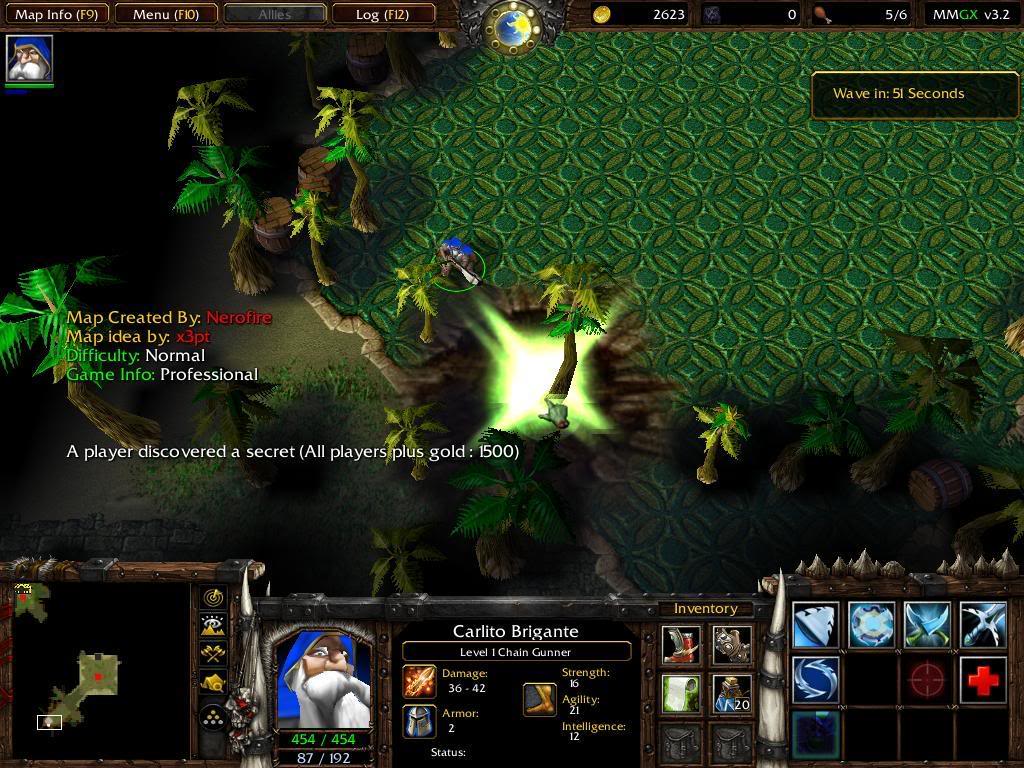 Map Info (F9) Menu (F10) Allies Log (F12) 2623 0 5/6 MMGX v3.2
Wave in: 51 Seconds
Map Created By: Nerofire
Map idea by: x3pt
Difficulty: Normal
Game Info: Professional
A player discovered a secret (All players plus gold : 1500)
Carlito Brigante
Level 1 Chain Gunner
Damage:
36 - 42
Armor:
2
Strength:
16
Agility:
21
Intelligence:
12
Status:
454 / 454
87 / 192
Inventory
20